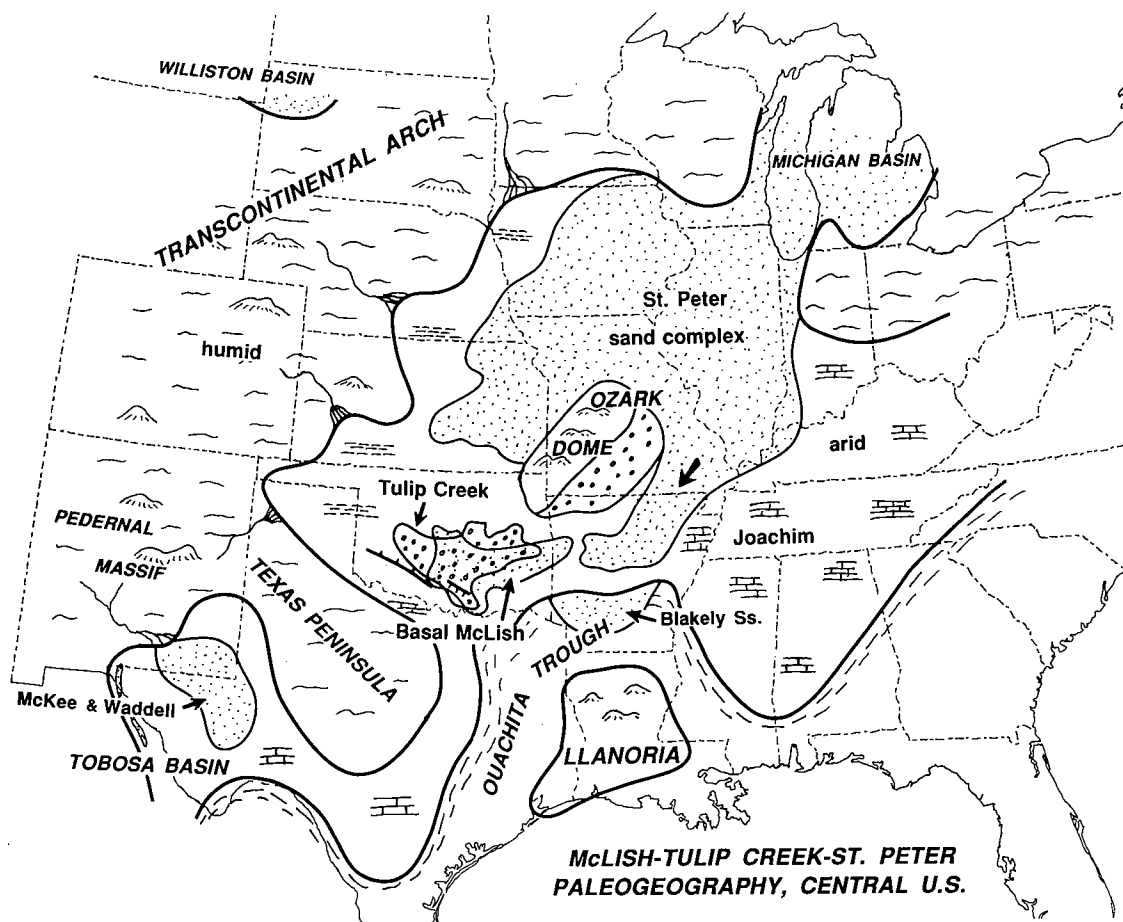 WILLISTON BASIN
TRANSCONTINENTAL ARCH
MICHIGAN BASIN
St. Peter
sand complex
humid
OZARK
DOME
arid
Tulip Creek
PEDERNAL
MASSIF
Joachim
TEXAS PENINSULA
Basal McLish
Blakely Ss.
TROUGH
OUACHITA
McKee & Waddell
TOBOSA BASIN
LLANORIA
McLISH-TULIP CREEK-ST. PETER
PALEOGEOGRAPHY, CENTRAL U.S.